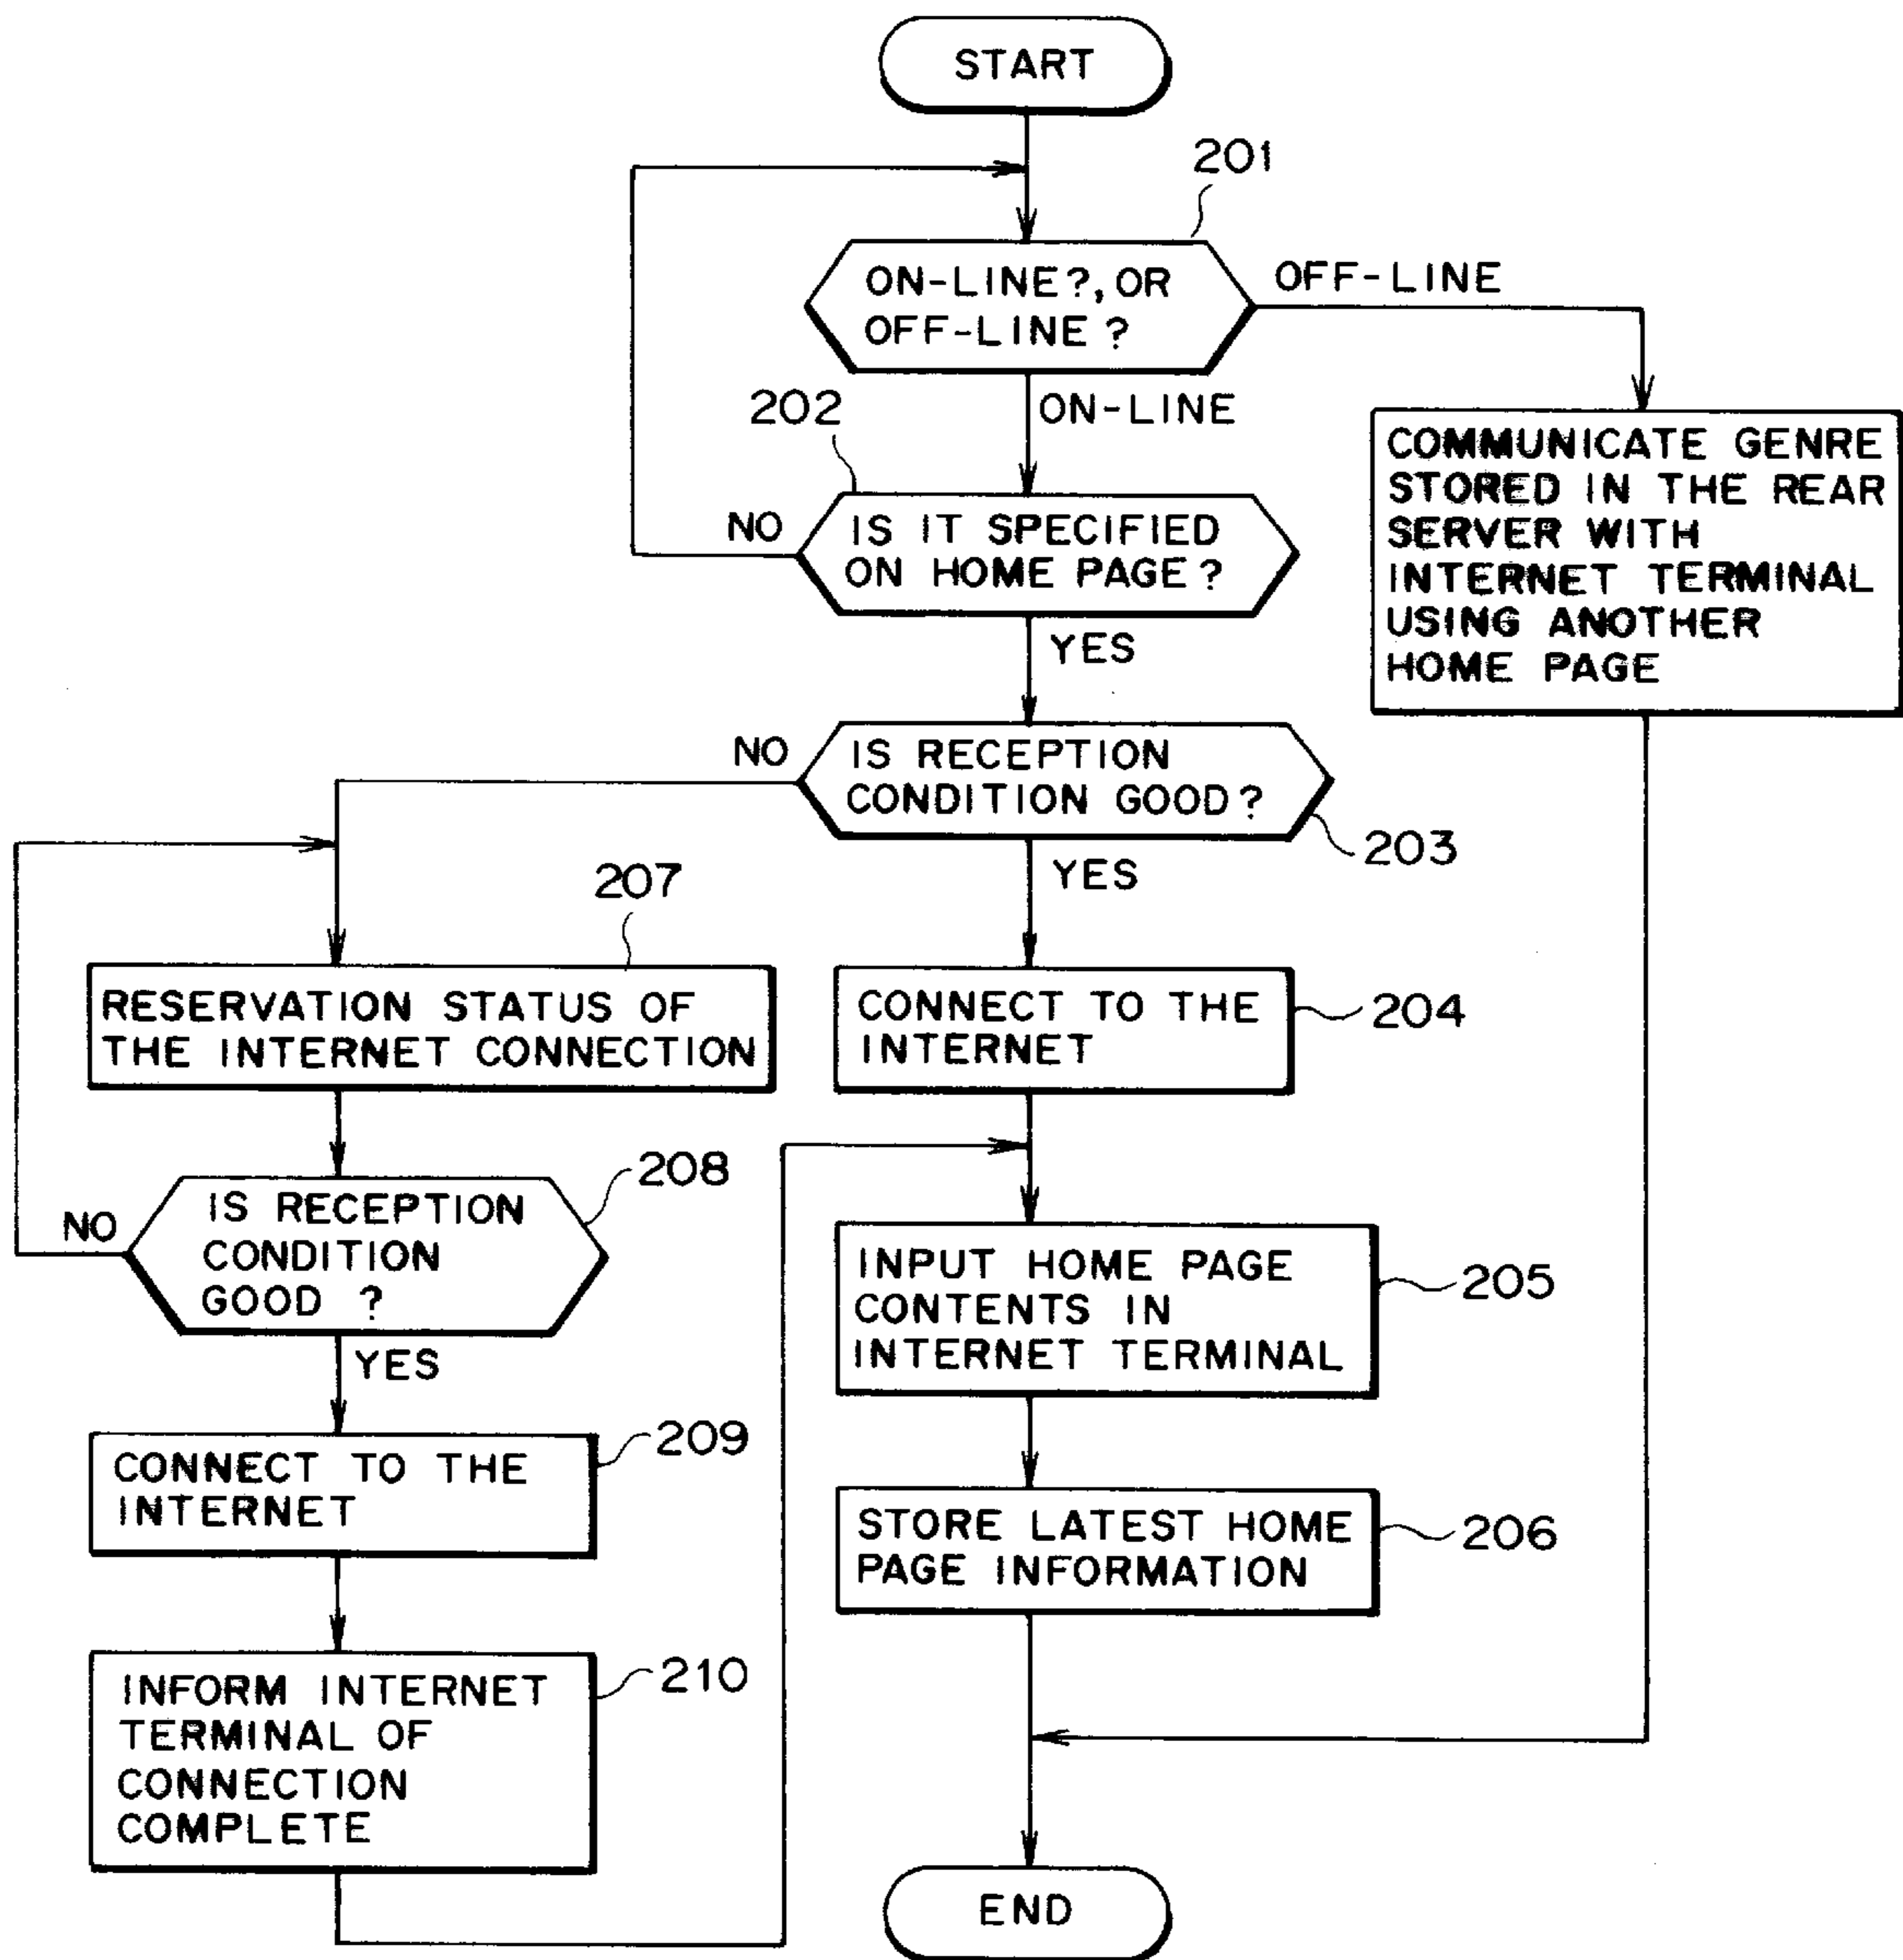 START
201
ON-LINE?, OR
OFF-LINE ?
OFF-LINE
ON-LINE
202
NO
IS IT SPECIFIED
ON HOME PAGE ?
YES
COMMUNICATE GENRE
STORED IN THE REAR
SERVER WITH
INTERNET TERMINAL
USING ANOTHER
HOME PAGE
NO
IS RECEPTION
CONDITION GOOD ?
203
YES
207
RESERVATION STATUS OF
THE INTERNET CONNECTION
CONNECT TO THE
INTERNET
204
208
NO
IS RECEPTION
CONDITION
GOOD ?
YES
INPUT HOME PAGE
CONTENTS IN
INTERNET TERMINAL
205
209
CONNECT TO THE
INTERNET
STORE LATEST HOME
PAGE INFORMATION
206
INFORM INTERNET
TERMINAL OF
CONNECTION
COMPLETE
210
END